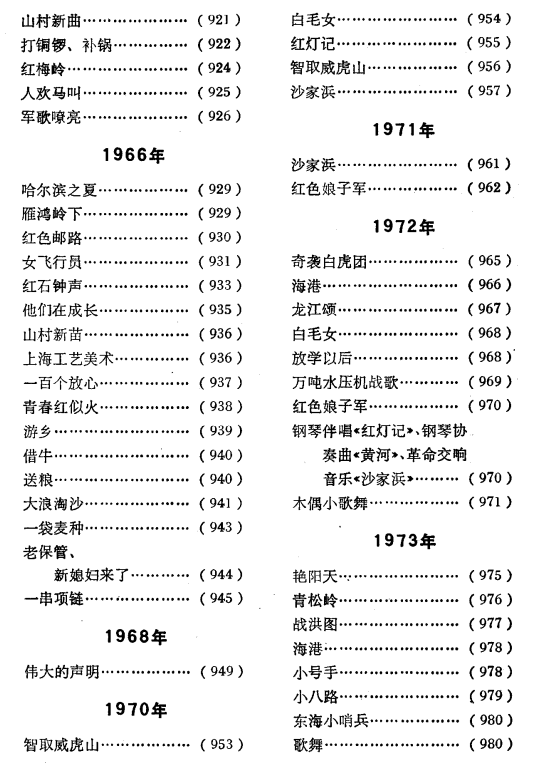 山村新曲…………………（921）
打铜锣、补锅……………（922）
红梅岭……………………（924）
人欢马叫…………………（925）
军歌嘹亮…………………（926）
1966年
哈尔滨之夏………………（929）
雁鸿岭下…………………（929）
红色邮路…………………（930）
女飞行员…………………（931）
红石钟声…………………（933）
他们在成长………………（935）
山村新苗…………………（936）
上海工艺美术……………（936）
一百个放心………………（937）
青春红似火………………（938）
游乡………………………（939）
借牛………………………（940）
送粮………………………（940）
大浪淘沙…………………（941）
一袋麦种…………………（943）
老保管、
新媳妇来了…………（944）
一串项链…………………（945）
1968年
伟大的声明………………（949）
1970年
智取威虎山………………（953）
白毛女……………………（954）
红灯记……………………（955）
智取威虎山………………（956）
沙家浜……………………（957）
1971年
沙家浜……………………（961）
红色娘子军………………（962）
1972年
奇袭白虎团………………（965）
海港………………………（966）
龙江颂……………………（967）
白毛女……………………（968）
放学以后…………………（968）
万吨水压机战歌…………（969）
红色娘子军………………（970）
钢琴伴唱《红灯记》、钢琴协
奏曲《黄河》、革命交响
音乐《沙家浜》………（970）
木偶小歌舞………………（971）
1973年
艳阳天……………………（975）
青松岭……………………（976）
战洪图……………………（977）
海港………………………（978）
小号手……………………（978）
小八路……………………（979）
东海小哨兵………………（980）
歌舞………………………（980）